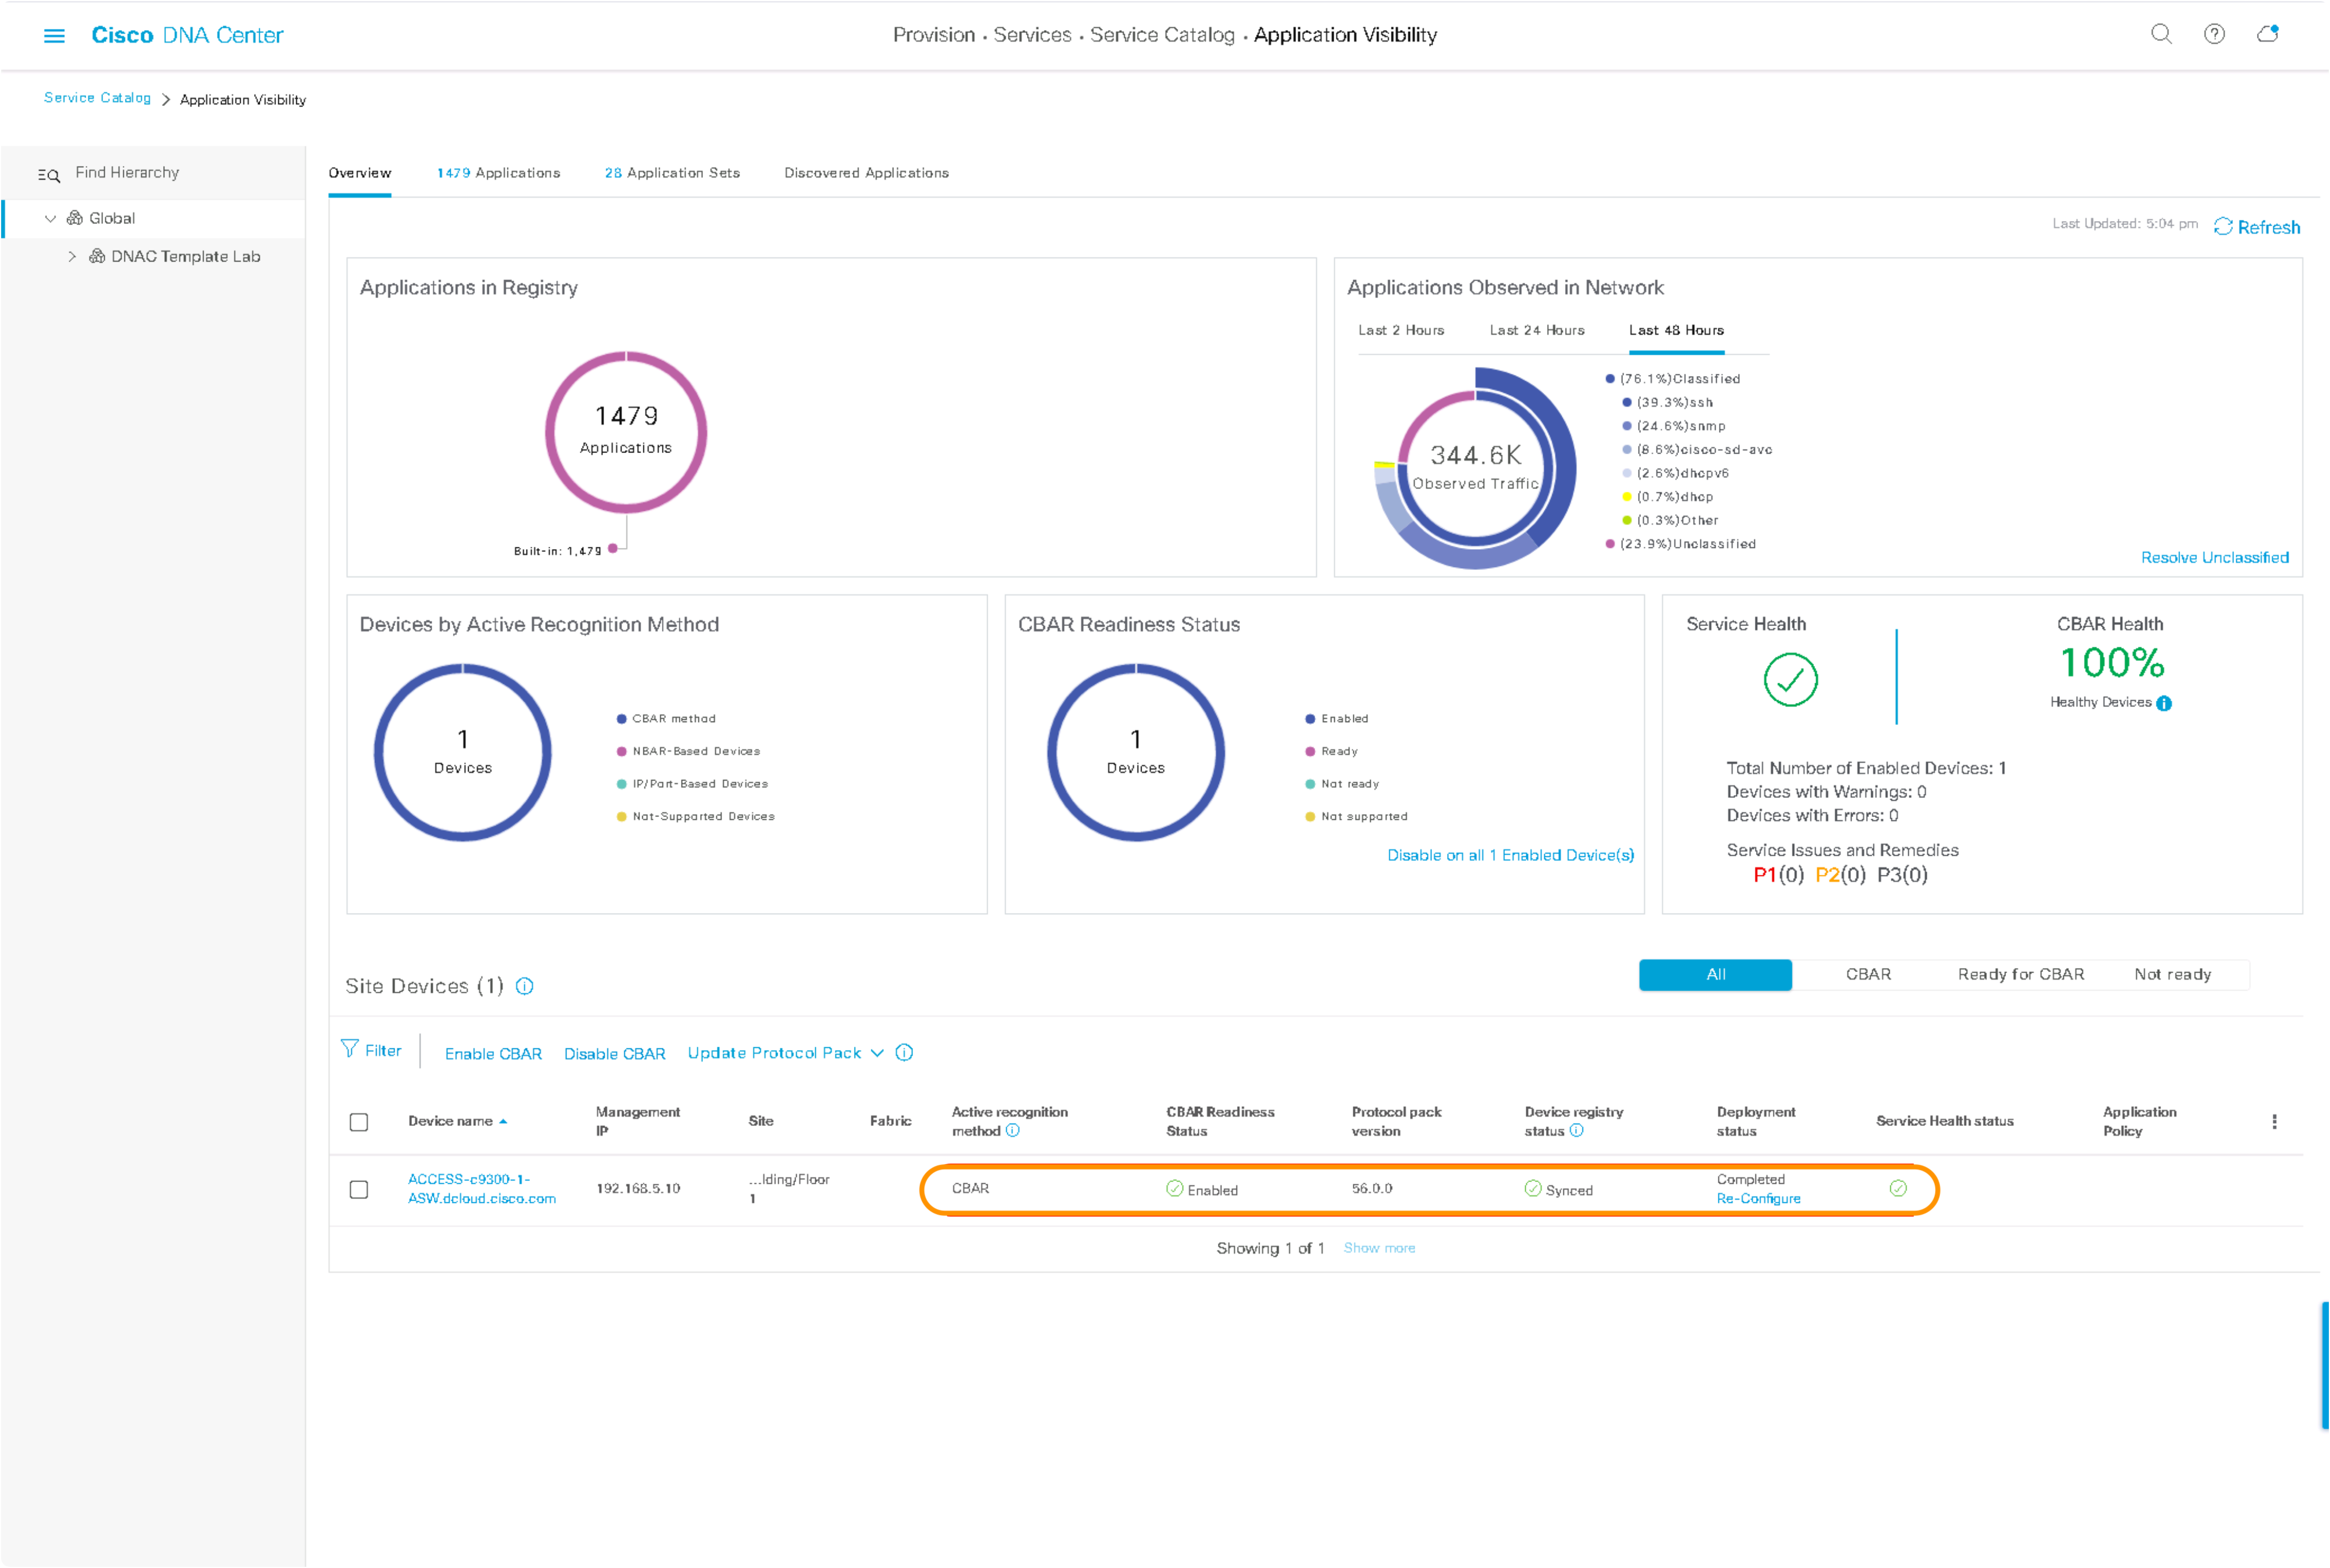 Cisco DNA Center
Provision · Services · Service Catalog · Application Visibility
Service Catalog > Application Visibility
Find Hierarchy
Global
DNAC Template Lab
Overview 1479 Applications 28 Application Sets Discovered Applications
Last Updated: 5:04 pm Refresh
Applications in Registry
1479
Applications
Built-in: 1,479
Applications Observed in Network
Last 2 Hours Last 24 Hours Last 48 Hours
344.6K
Observed Traffic
(76.1%)Classified
(39.3%)ssh
(24.6%)snmp
(8.6%)cisco-sd-avc
(2.6%)dhcpv6
(0.7%)dhcp
(0.3%)Other
(23.9%)Unclassified
Resolve Unclassified
Devices by Active Recognition Method
1
Devices
CBAR method
NBAR-Based Devices
IP/Port-Based Devices
Not-Supported Devices
CBAR Readiness Status
1
Devices
Enabled
Ready
Not ready
Not supported
Disable on all 1 Enabled Device(s)
Service Health
CBAR Health
100%
Healthy Devices
Total Number of Enabled Devices: 1
Devices with Warnings: 0
Devices with Errors: 0
Service Issues and Remedies
P1(0) P2(0) P3(0)
Site Devices (1)
All CBAR Ready for CBAR Not ready
Filter Enable CBAR Disable CBAR Update Protocol Pack
Device name Management IP Site Fabric Active recognition method CBAR Readiness Status Protocol pack version Device registry status Deployment status Service Health status Application Policy
ACCESS-c9300-1-ASW.dcloud.cisco.com 192.168.5.10 ...lding/Floor 1 CBAR Enabled 56.0.0 Synced Completed Re-Configure
Showing 1 of 1 Show more